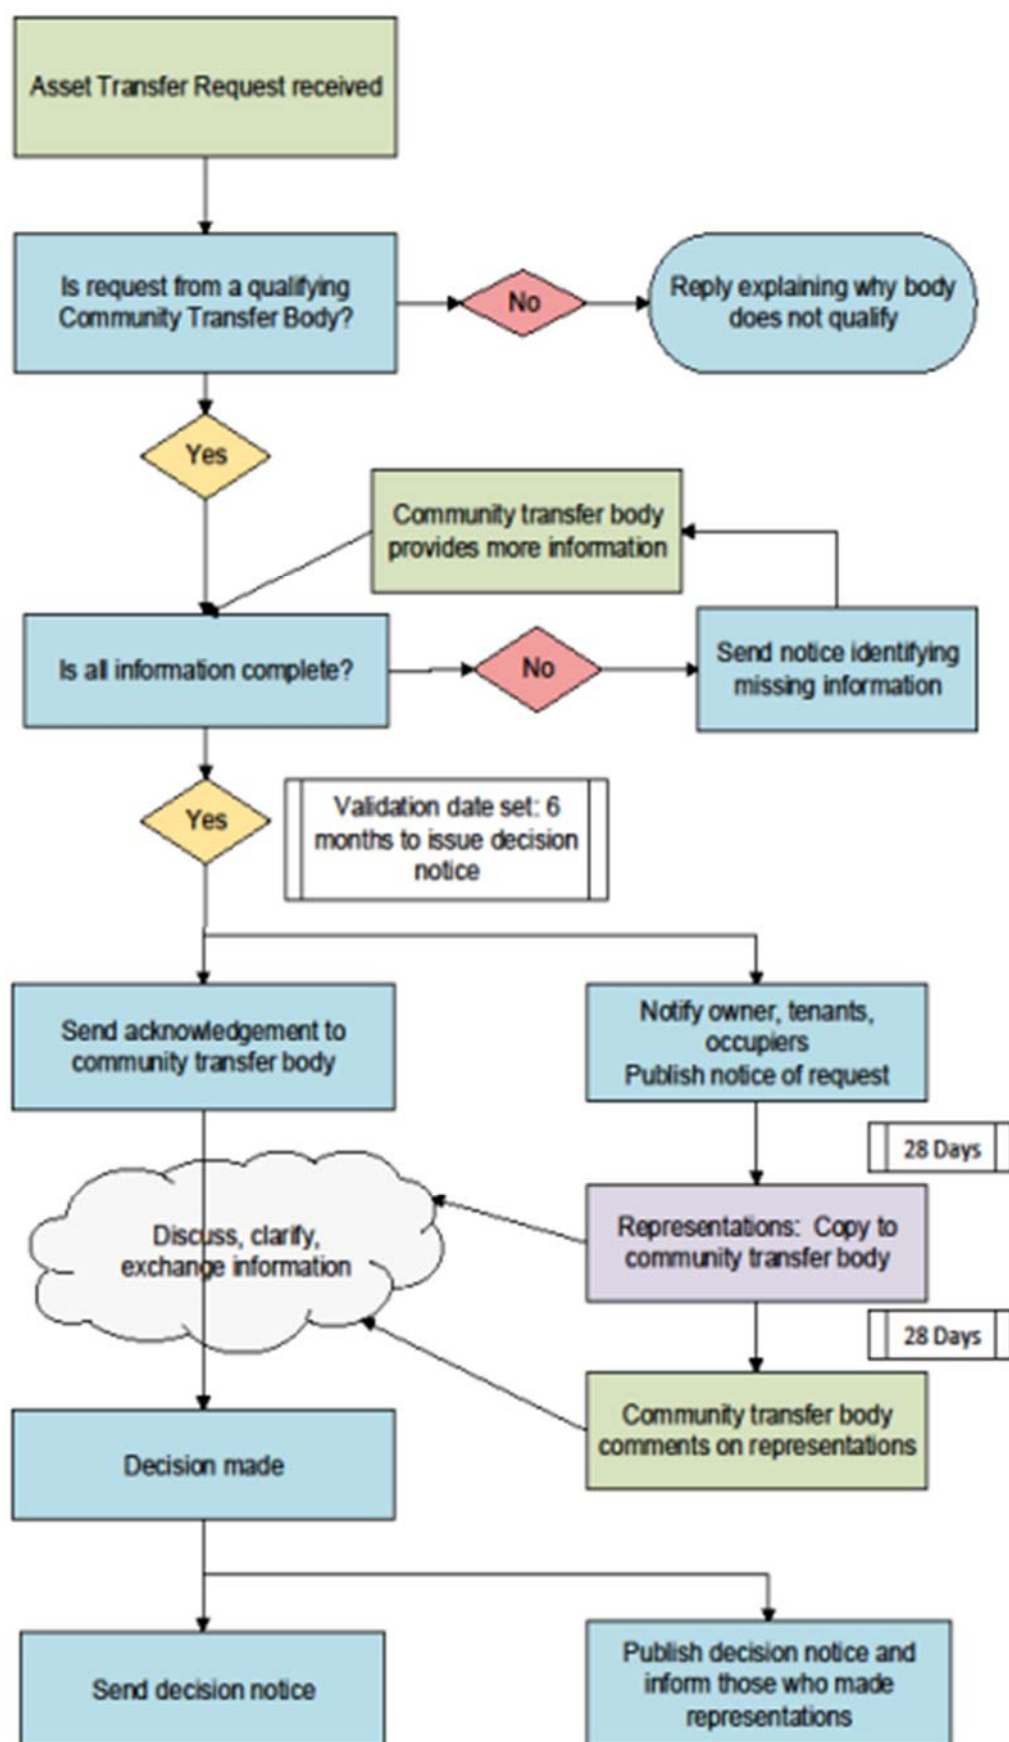 Asset Transfer Request received
Is request from a qualifying
Community Transfer Body?
No
Reply explaining why body
does not qualify
Yes
Community transfer body
provides more information
Is all information complete?
No
Send notice identifying
missing information
Yes
Validation date set: 6
months to issue decision
notice
Send acknowledgement to
community transfer body
Notify owner, tenants,
occupiers
Publish notice of request
28 Days
Discuss, clarify,
exchange information
Representations: Copy to
community transfer body
28 Days
Community transfer body
comments on representations
Decision made
Send decision notice
Publish decision notice and
inform those who made
representations